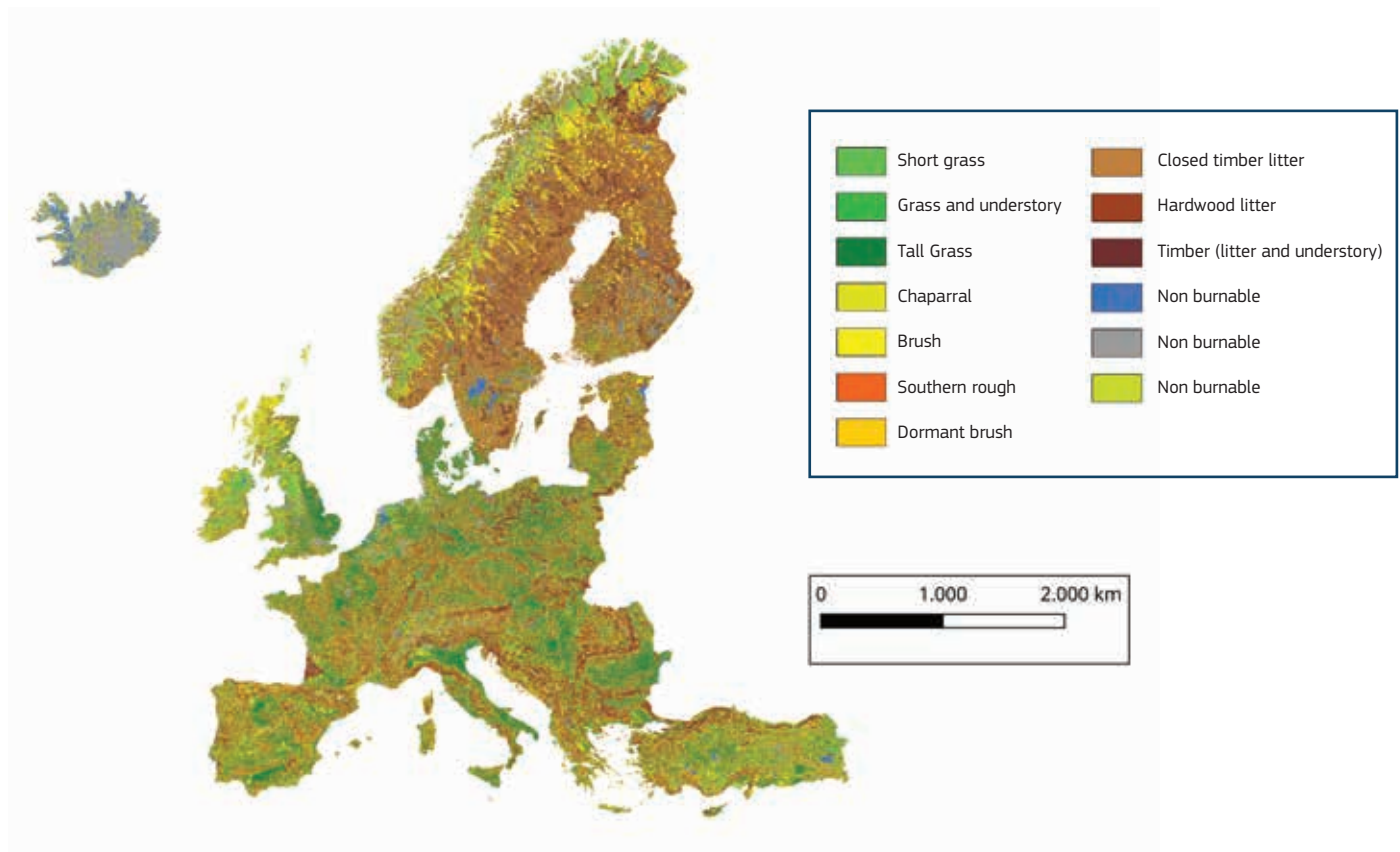 Short grass
Grass and understory
Tall Grass
Chaparral
Brush
Southern rough
Dormant brush
Closed timber litter
Hardwood litter
Timber (litter and understory)
Non burnable
Non burnable
Non burnable
0 1.000 2.000 km